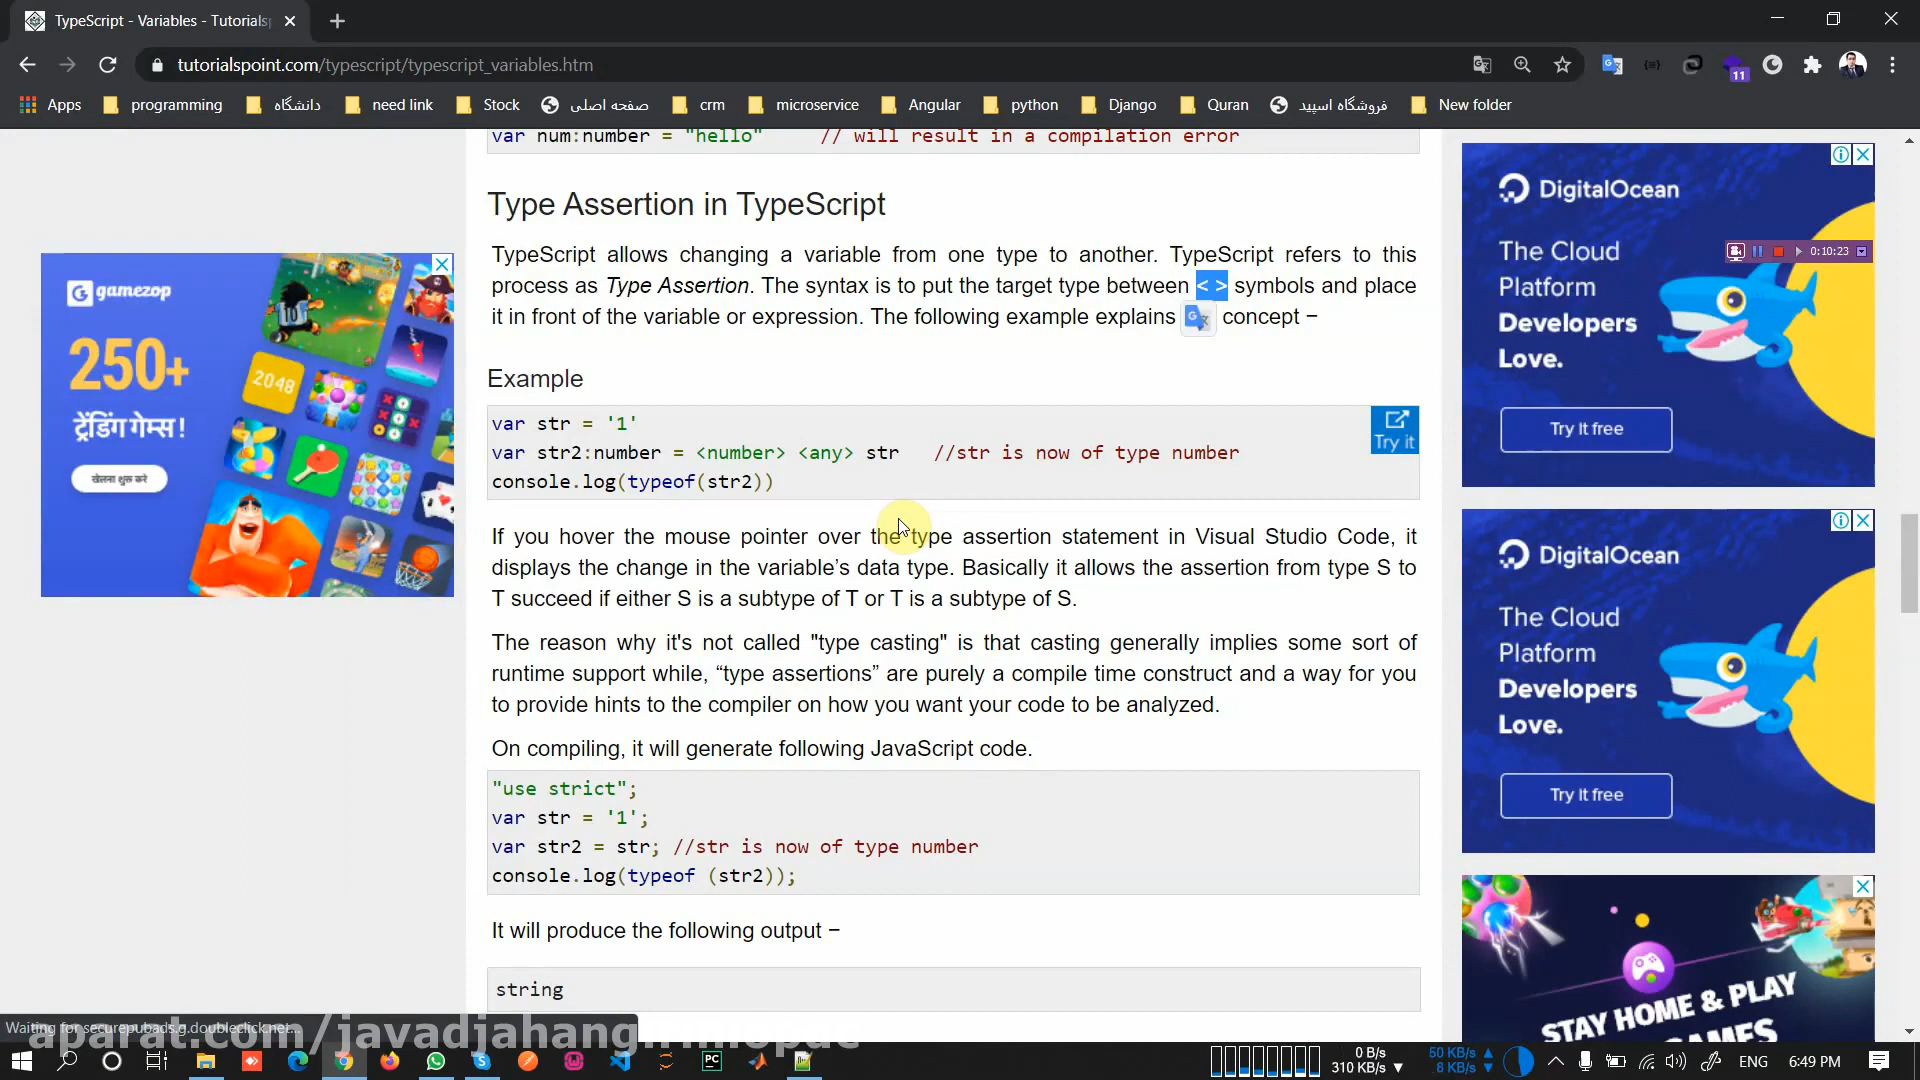 TypeScript - Variables - Tutorials
tutorialspoint.com/typescript/typescript_variables.htm
11
Apps programming دانشگاه need link Stock صفحه اصلی crm microservice Angular python Django Quran فروشگاه اسپید New folder
var num:number = "hello" // will result in a compilation error
Type Assertion in TypeScript
TypeScript allows changing a variable from one type to another. TypeScript refers to this
process as Type Assertion. The syntax is to put the target type between < > symbols and place
it in front of the variable or expression. The following example explains concept −
Example
var str = '1'
var str2:number = <number> <any> str //str is now of type number
console.log(typeof(str2))
Try it
If you hover the mouse pointer over the type assertion statement in Visual Studio Code, it
displays the change in the variable’s data type. Basically it allows the assertion from type S to
T succeed if either S is a subtype of T or T is a subtype of S.
The reason why it's not called "type casting" is that casting generally implies some sort of
runtime support while, “type assertions” are purely a compile time construct and a way for you
to provide hints to the compiler on how you want your code to be analyzed.
On compiling, it will generate following JavaScript code.
"use strict";
var str = '1';
var str2 = str; //str is now of type number
console.log(typeof (str2));
It will produce the following output −
string
gamezop
250+
ट्रेंडिंग गेम्स!
खेलना शुरू करे
2048
10
DigitalOcean
The Cloud
Platform
Developers
Love.
Try It free
0:10:23
DigitalOcean
The Cloud
Platform
Developers
Love.
Try It free
STAY HOME & PLAY
GAMES
Waiting for securepubads.g.doubleclick.net...
0 B/s
310 KB/s
50 KB/s
8 KB/s
ENG
6:49 PM